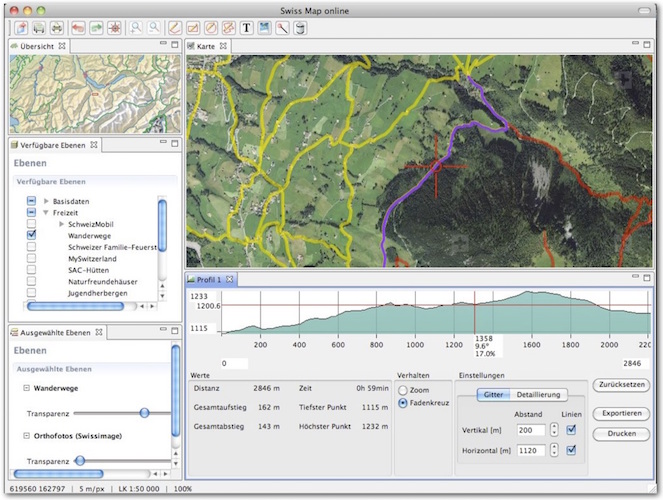 Swiss Map online
T
Übersicht
Karte
Verfügbare Ebenen
Ebenen
Verfügbare Ebenen
Basisdaten
Freizeit
SchweizMobil
Wanderwege
Schweizer Familie-Feuerst
MySwitzerland
SAC-Hütten
Naturfreundehäuser
Jugendherbergen
Ausgewählte Ebenen
Ebenen
Ausgewählte Ebenen
Wanderwege
Transparenz
Orthofotos (Swissimage)
Transparenz
Profil 1
1233
1200.6
1115
200 400 600 800 1000 1200 1400 1600 1800 2000 220
1358
9.6°
17.0%
0 2846
Werte
Distanz 2846 m Zeit 0h 59min
Gesamtaufstieg 162 m Tiefster Punkt 1115 m
Gesamtabstieg 143 m Höchster Punkt 1232 m
Verhalten
Zoom
Fadenkreuz
Einstellungen
Gitter Detaillierung
Abstand Linien
Vertikal [m] 200
Horizontal [m] 1120
Zurücksetzen
Exportieren
Drucken
619560 162797 5 m/px LK 1:50 000 100%